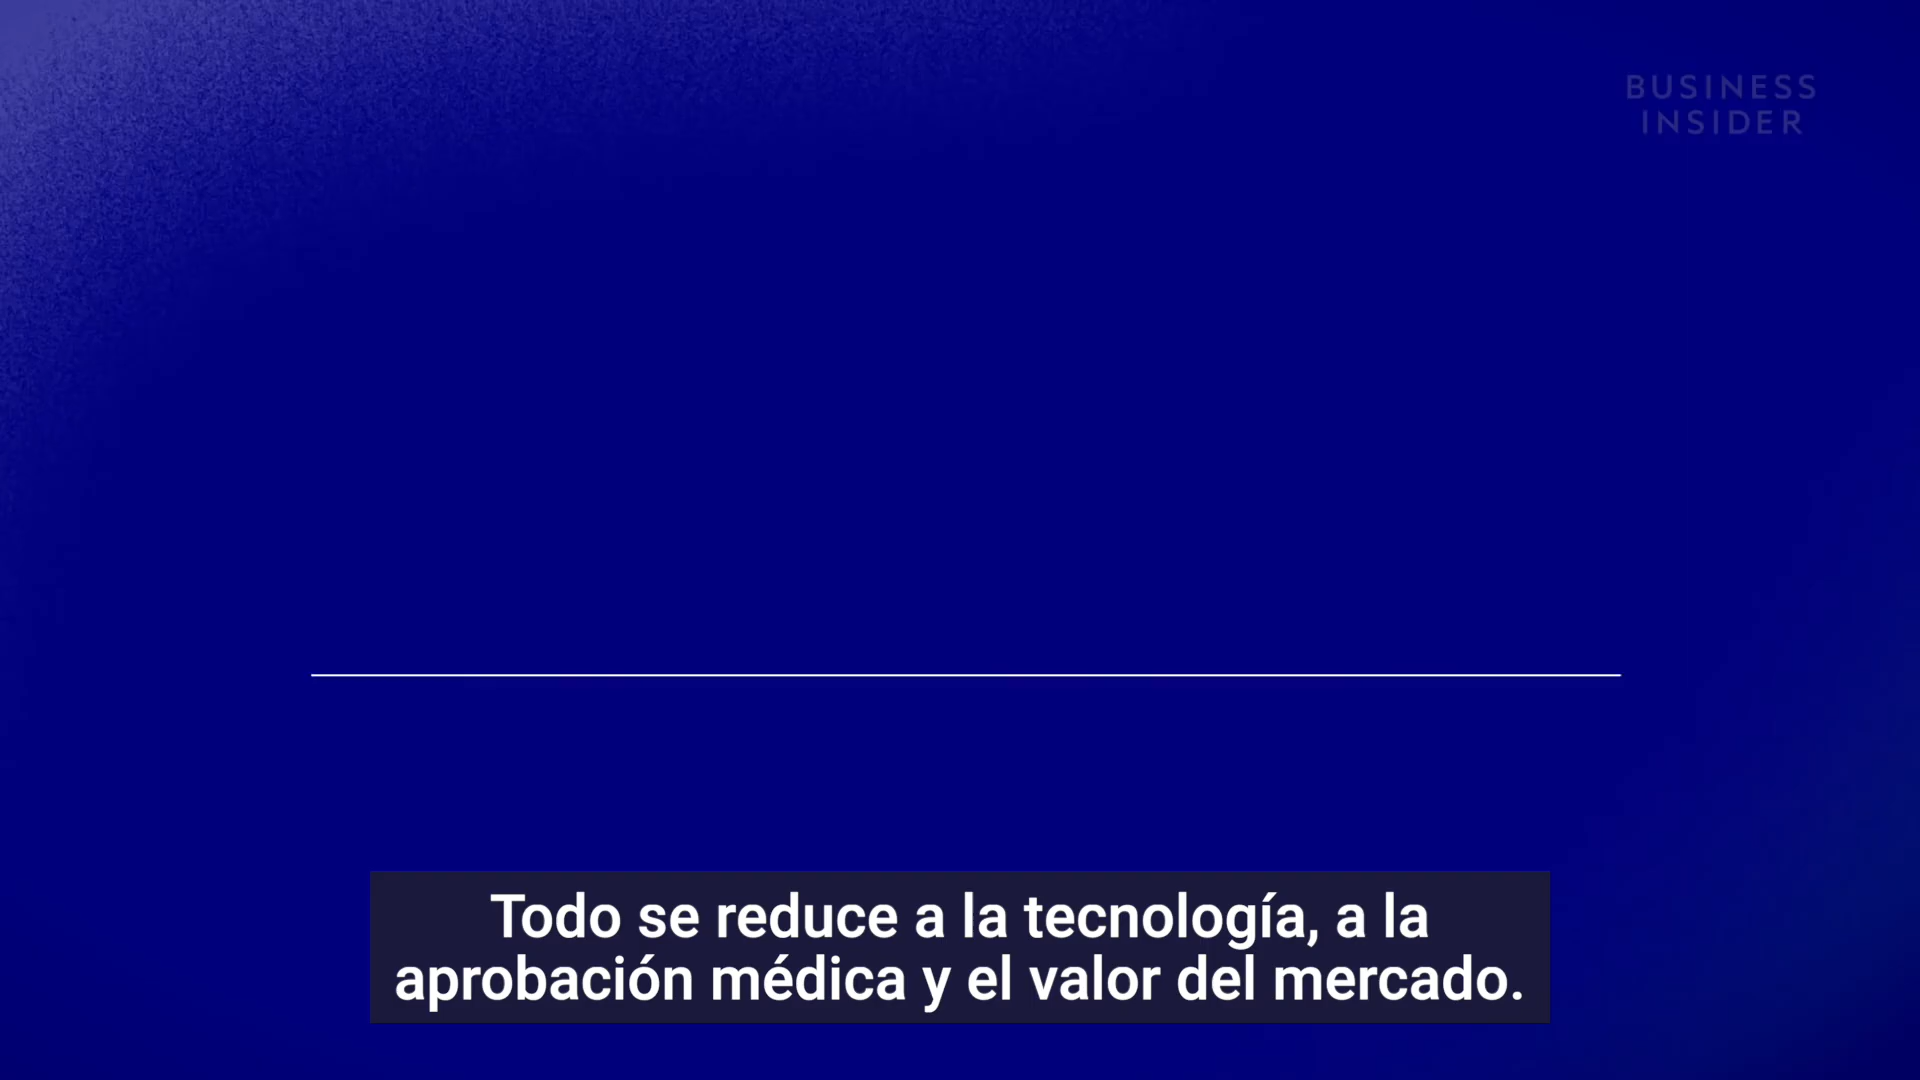 BUSINESS
INSIDER
Todo se reduce a la tecnología, a la
aprobación médica y el valor del mercado.